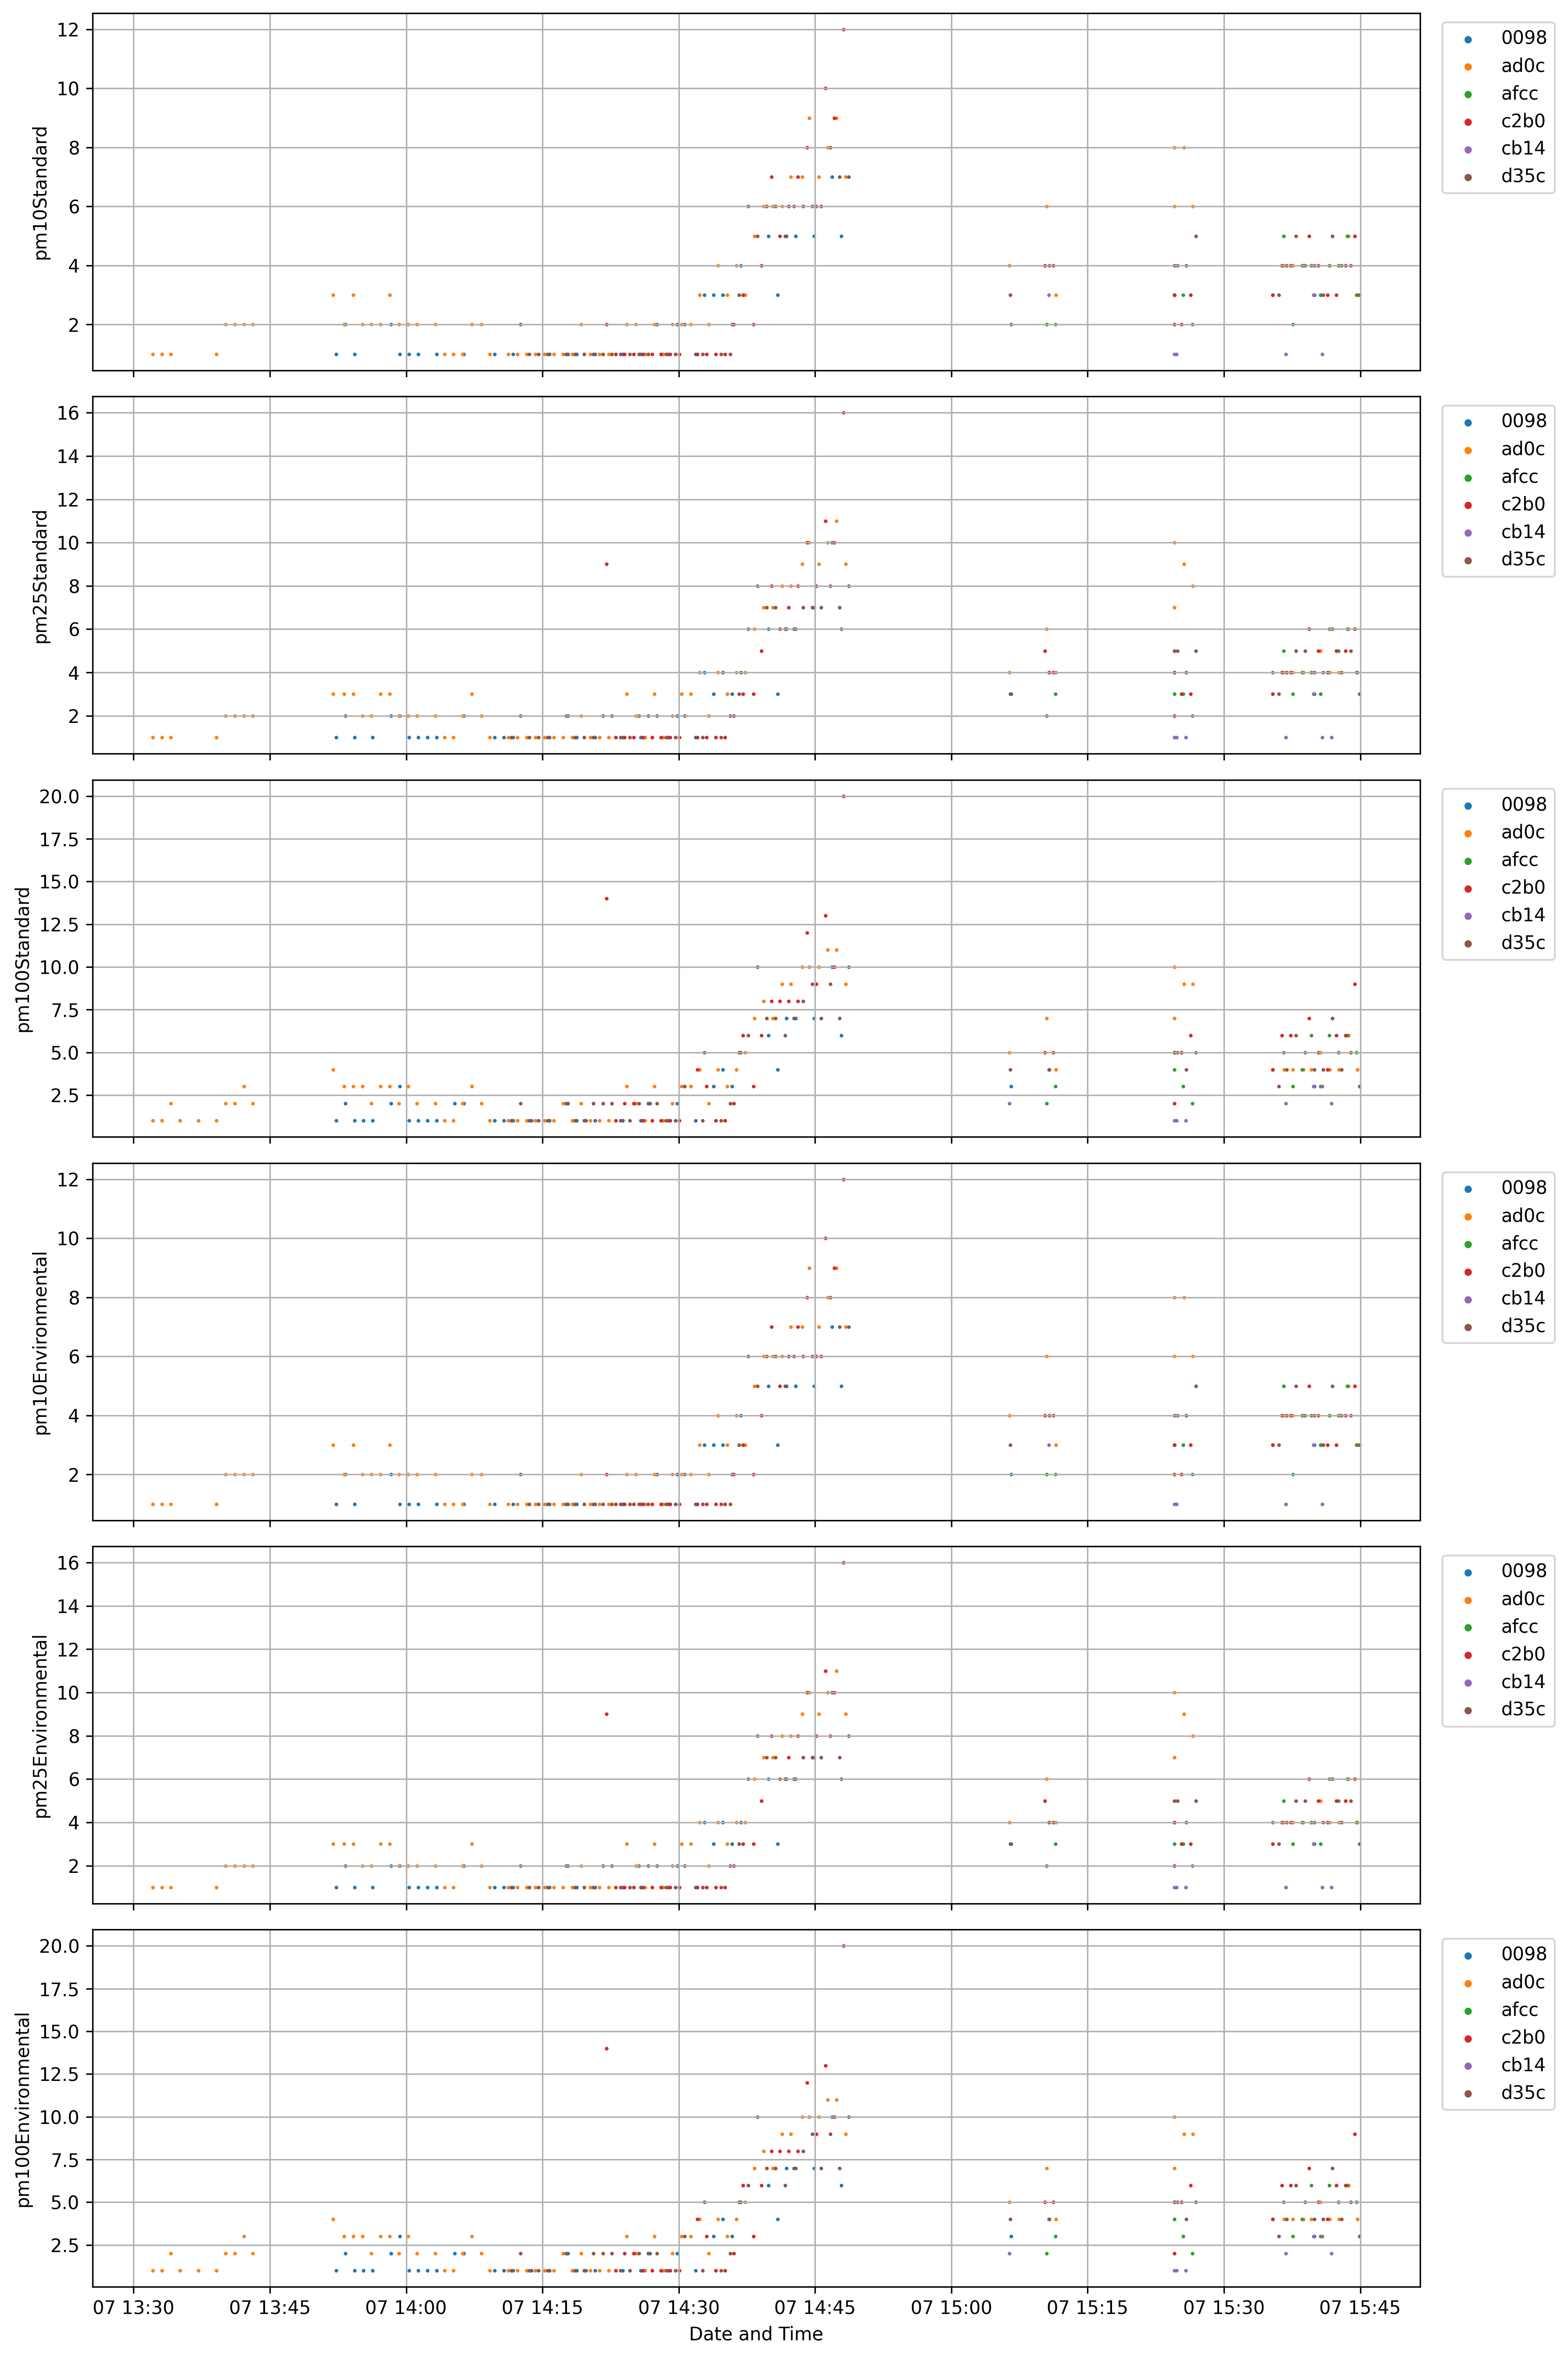 12
10
8
6
4
2
pm10Standard
0098
ad0c
afcc
c2b0
cb14
d35c
16
14
12
10
8
6
4
2
pm25Standard
0098
ad0c
afcc
c2b0
cb14
d35c
20.0
17.5
15.0
12.5
10.0
7.5
5.0
2.5
pm100Standard
0098
ad0c
afcc
c2b0
cb14
d35c
12
10
8
6
4
2
pm10Environmental
0098
ad0c
afcc
c2b0
cb14
d35c
16
14
12
10
8
6
4
2
pm25Environmental
0098
ad0c
afcc
c2b0
cb14
d35c
20.0
17.5
15.0
12.5
10.0
7.5
5.0
2.5
pm100Environmental
0098
ad0c
afcc
c2b0
cb14
d35c
07 13:30 07 13:45 07 14:00 07 14:15 07 14:30 07 14:45 07 15:00 07 15:15 07 15:30 07 15:45
Date and Time